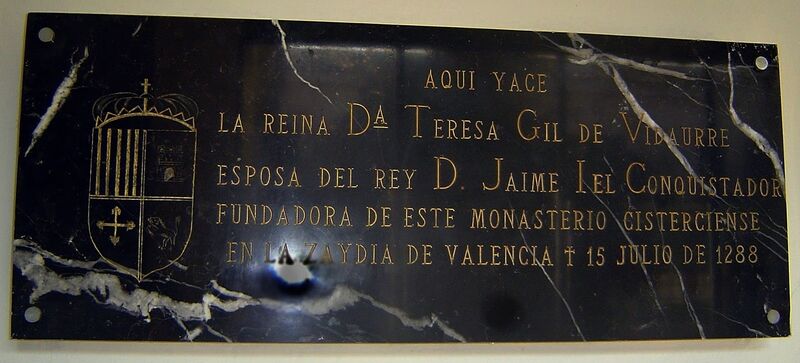 AQUI YACE
LA REINA Dª TERESA GIL DE VIDAURRE
ESPOSA DEL REY D. JAIME I EL CONQUISTADOR
FUNDADORA DE ESTE MONASTERIO CISTERCIENSE
EN LA ZAYDIA DE VALENCIA † 15 JULIO DE 1288